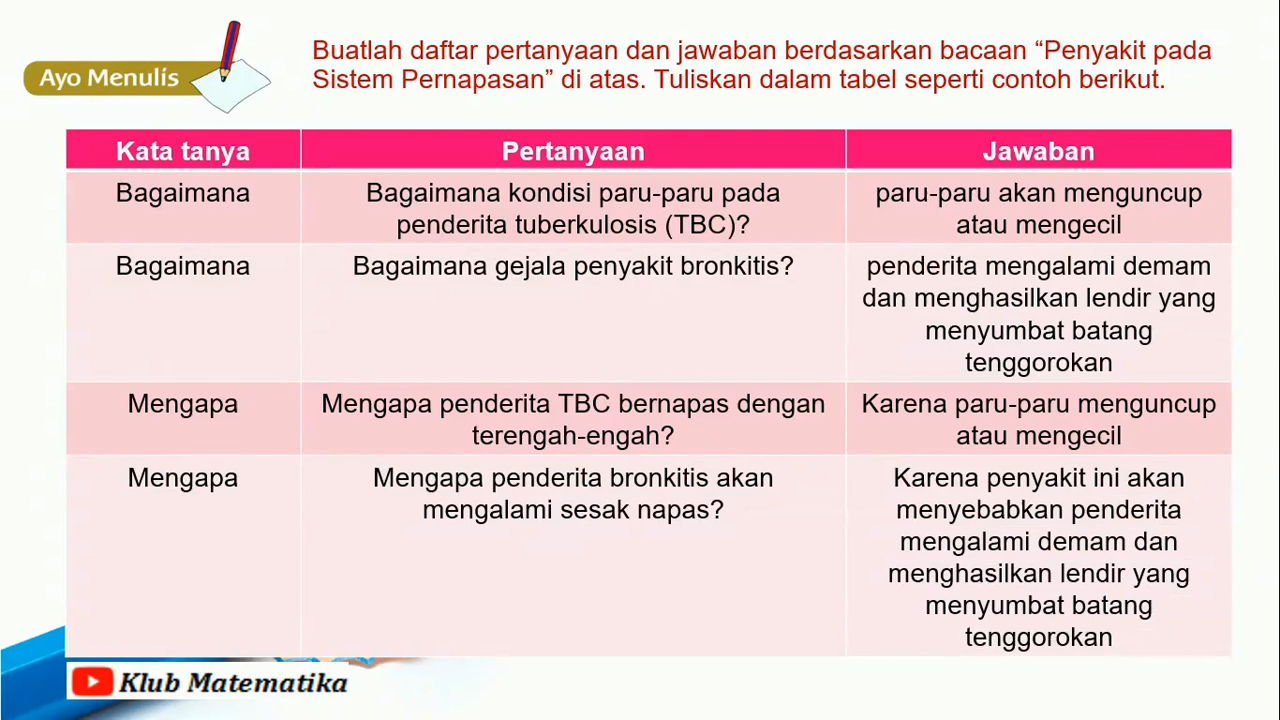 Ayo Menulis
Buatlah daftar pertanyaan dan jawaban berdasarkan bacaan “Penyakit pada
Sistem Pernapasan” di atas. Tuliskan dalam tabel seperti contoh berikut.
Kata tanya
Pertanyaan
Jawaban
Bagaimana
Bagaimana kondisi paru-paru pada
penderita tuberkulosis (TBC)?
paru-paru akan menguncup
atau mengecil
Bagaimana
Bagaimana gejala penyakit bronkitis?
penderita mengalami demam
dan menghasilkan lendir yang
menyumbat batang
tenggorokan
Mengapa
Mengapa penderita TBC bernapas dengan
terengah-engah?
Karena paru-paru menguncup
atau mengecil
Mengapa
Mengapa penderita bronkitis akan
mengalami sesak napas?
Karena penyakit ini akan
menyebabkan penderita
mengalami demam dan
menghasilkan lendir yang
menyumbat batang
tenggorokan
Klub Matematika